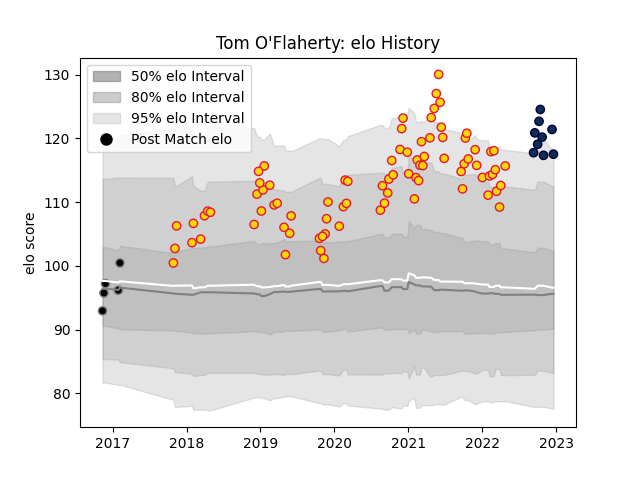 Tom O'Flaherty: elo History
50% elo Interval
80% elo Interval
95% elo Interval
Post Match elo
elo score
130
120
110
100
90
80
2017 2018 2019 2020 2021 2022 2023